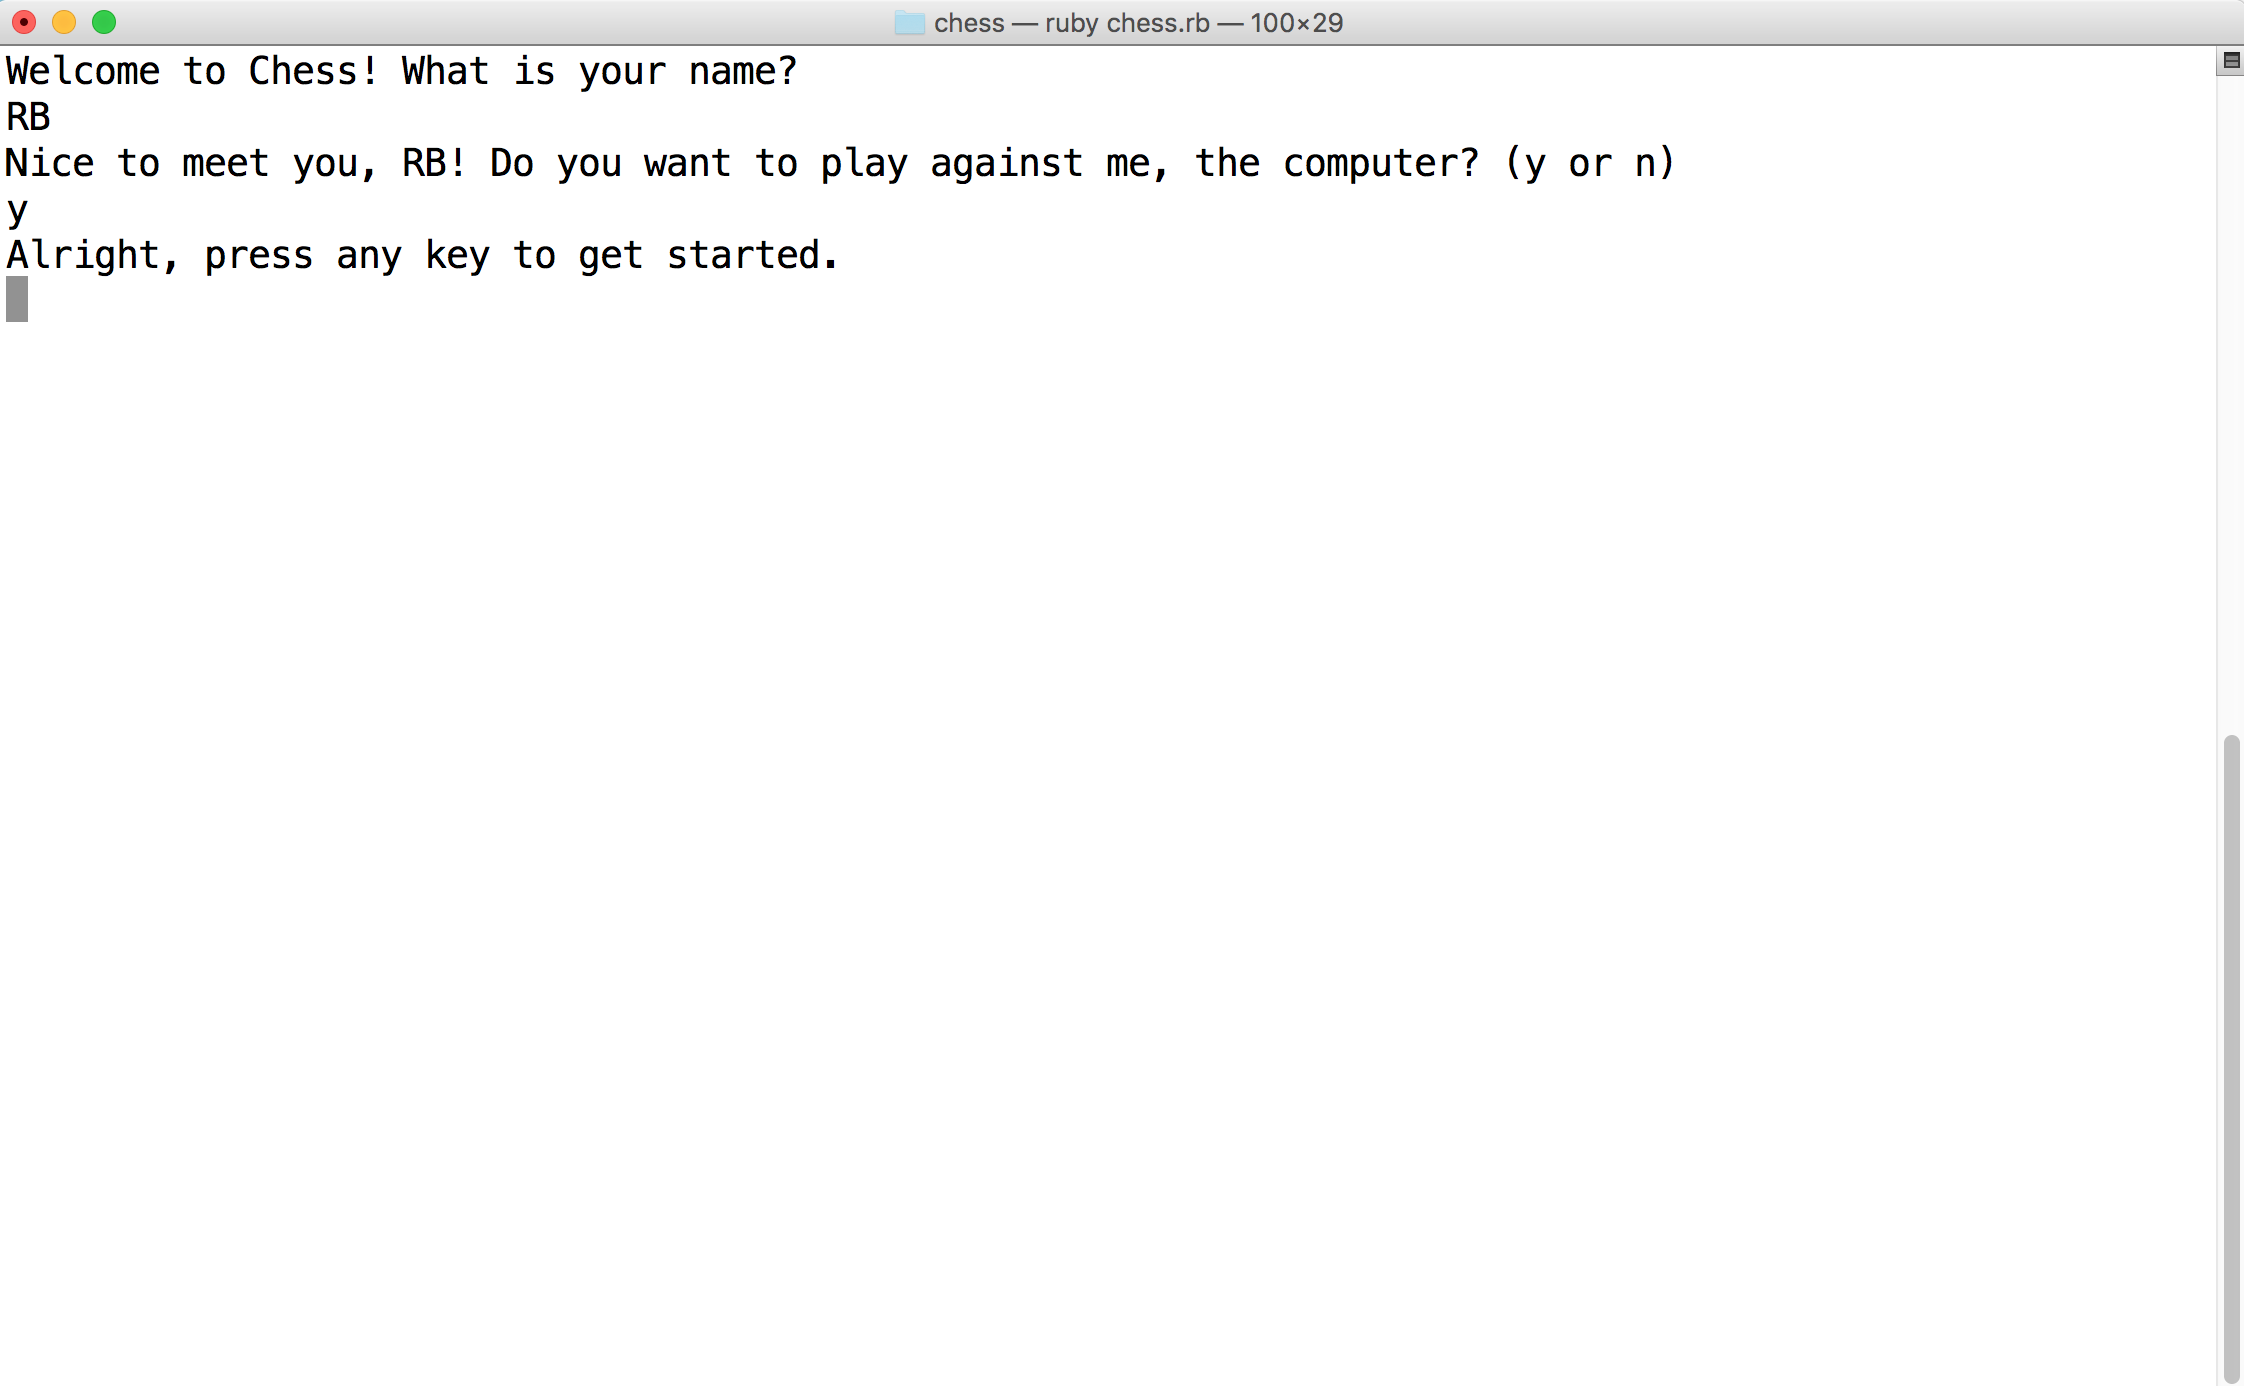 chess — ruby chess.rb — 100×29
Welcome to Chess! What is your name?
RB
Nice to meet you, RB! Do you want to play against me, the computer? (y or n)
y
Alright, press any key to get started.